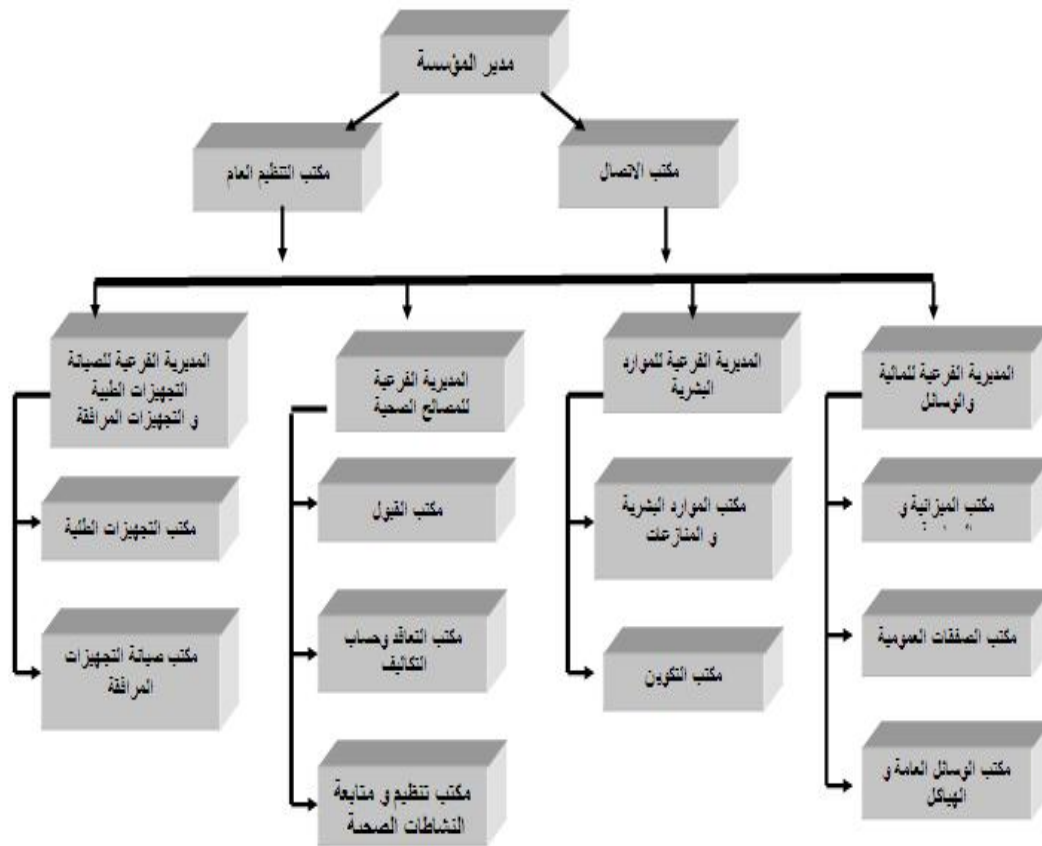 مدير المؤسسة
مكتب الاتصال
مكتب التنظيم العام
المديرية الفرعية للمالية
والوسائل
المديرية الفرعية للموارد
البشرية
المديرية الفرعية
للمصالح الصحية
المديرية الفرعية للصيانة
التجهيزات الطبية
و التجهيزات المرافقة
مكتب الميزانية و
مكتب الموارد البشرية
و المنازعات
مكتب القبول
مكتب التجهيزات الطبية
مكتب الصفقات العمومية
مكتب التكوين
مكتب التعاقد وحساب
التكاليف
مكتب صيانة التجهيزات
المرافقة
مكتب الوسائل العامة و
الهياكل
مكتب تنظيم و متابعة
النشاطات الصحية